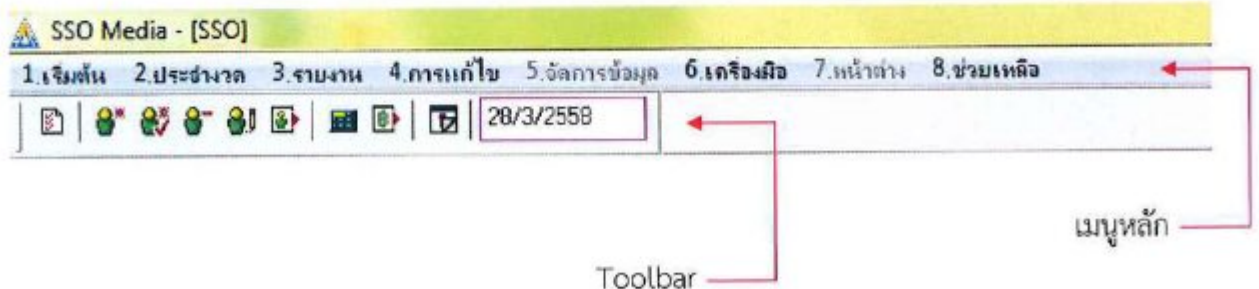 SSO Media - [SSO]
1.เริ่มต้น 2.ประจำงวด 3.รายงาน 4.การแก้ไข 5.จัดการข้อมูล 6.เครื่องมือ 7.หน้าต่าง 8.ช่วยเหลือ
28/3/2558
เมนูหลัก
Toolbar